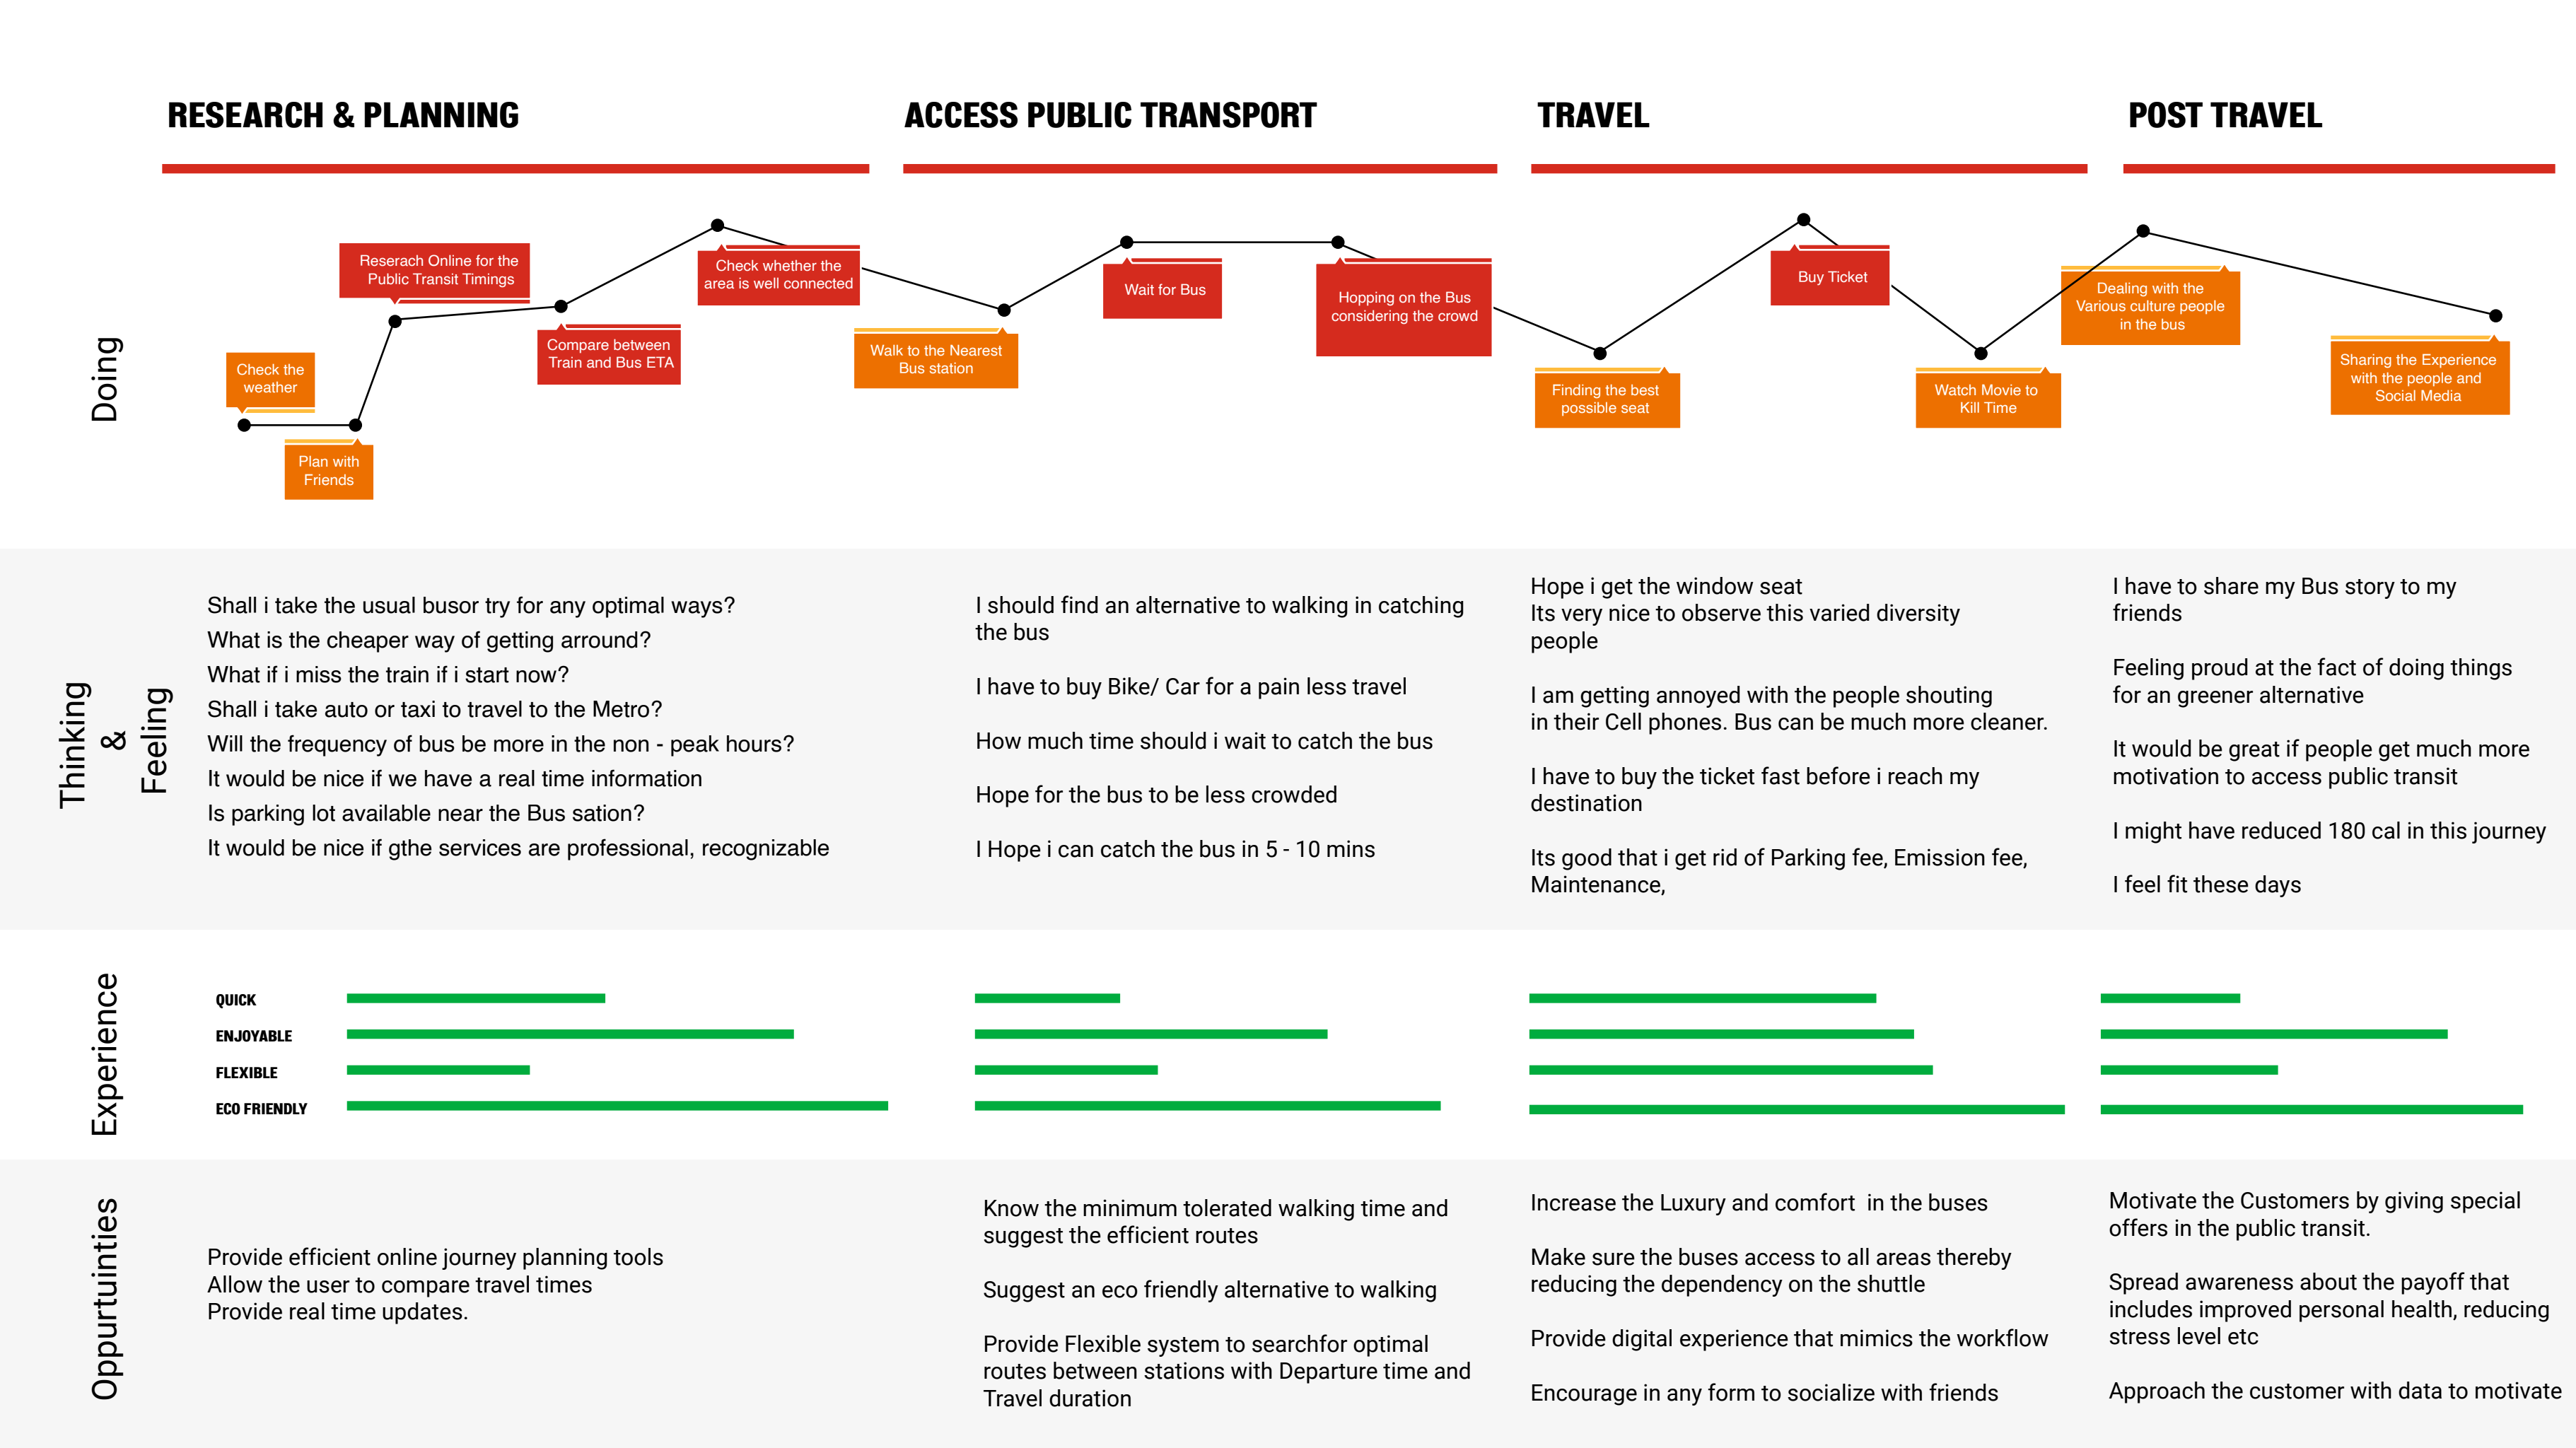 RESEARCH & PLANNING
ACCESS PUBLIC TRANSPORT
TRAVEL
POST TRAVEL
Doing
Check the
weather
Plan with
Friends
Reserach Online for the
Public Transit Timings
Compare between
Train and Bus ETA
Check whether the
area is well connected
Walk to the Nearest
Bus station
Wait for Bus
Hopping on the Bus
considering the crowd
Finding the best
possible seat
Buy Ticket
Watch Movie to
Kill Time
Dealing with the
Various culture people
in the bus
Sharing the Experience
with the people and
Social Media
Thinking
&
Feeling
Shall i take the usual busor try for any optimal ways?
What is the cheaper way of getting arround?
What if i miss the train if i start now?
Shall i take auto or taxi to travel to the Metro?
Will the frequency of bus be more in the non - peak hours?
It would be nice if we have a real time information
Is parking lot available near the Bus sation?
It would be nice if gthe services are professional, recognizable
I should find an alternative to walking in catching
the bus
I have to buy Bike/ Car for a pain less travel
How much time should i wait to catch the bus
Hope for the bus to be less crowded
I Hope i can catch the bus in 5 - 10 mins
Hope i get the window seat
Its very nice to observe this varied diversity
people
I am getting annoyed with the people shouting
in their Cell phones. Bus can be much more cleaner.
I have to buy the ticket fast before i reach my
destination
Its good that i get rid of Parking fee, Emission fee,
Maintenance,
I have to share my Bus story to my
friends
Feeling proud at the fact of doing things
for an greener alternative
It would be great if people get much more
motivation to access public transit
I might have reduced 180 cal in this journey
I feel fit these days
Experience
QUICK
ENJOYABLE
FLEXIBLE
ECO FRIENDLY
Oppurtuinties
Provide efficient online journey planning tools
Allow the user to compare travel times
Provide real time updates.
Know the minimum tolerated walking time and
suggest the efficient routes
Suggest an eco friendly alternative to walking
Provide Flexible system to searchfor optimal
routes between stations with Departure time and
Travel duration
Increase the Luxury and comfort in the buses
Make sure the buses access to all areas thereby
reducing the dependency on the shuttle
Provide digital experience that mimics the workflow
Encourage in any form to socialize with friends
Motivate the Customers by giving special
offers in the public transit.
Spread awareness about the payoff that
includes improved personal health, reducing
stress level etc
Approach the customer with data to motivate